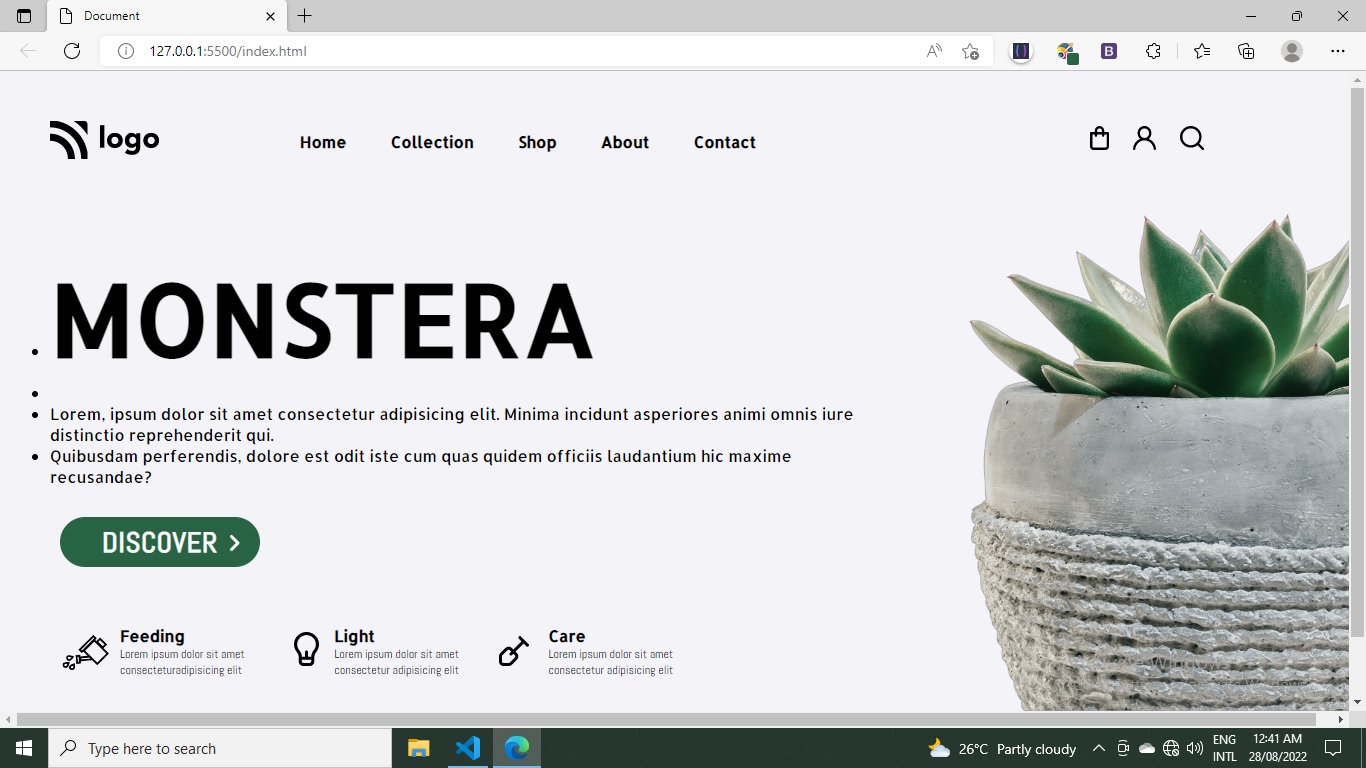 Document
127.0.0.1:5500/index.html
logo
Home Collection Shop About Contact
MONSTERA
Lorem, ipsum dolor sit amet consectetur adipisicing elit. Minima incidunt asperiores animi omnis iure
distinctio reprehenderit qui.
Quibusdam perferendis, dolore est odit iste cum quas quidem officiis laudantium hic maxime
recusandae?
DISCOVER
Feeding
Lorem ipsum dolor sit amet
consecteturadipisicing elit
Light
Lorem ipsum dolor sit amet
consectetur adipisicing elit
Care
Lorem ipsum dolor sit amet
consectetur adipisicing elit
Type here to search
26°C Partly cloudy
ENG
INTL
12:41 AM
28/08/2022